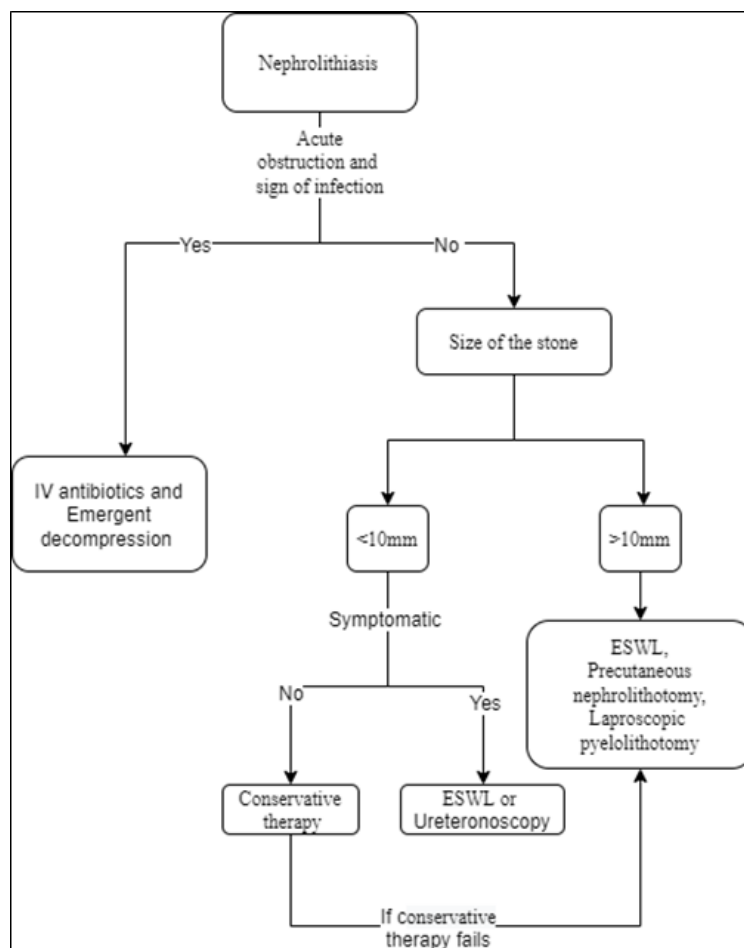 Nephrolithiasis
Acute
obstruction and
sign of infection
Yes
No
Size of the stone
IV antibiotics and
Emergent
decompression
<10mm
>10mm
Symptomatic
ESWL,
Precutaneous
nephrolithotomy,
Laproscopic
pyelolithotomy
No
Yes
Conservative
therapy
ESWL or
Ureteronoscopy
If conservative
therapy fails